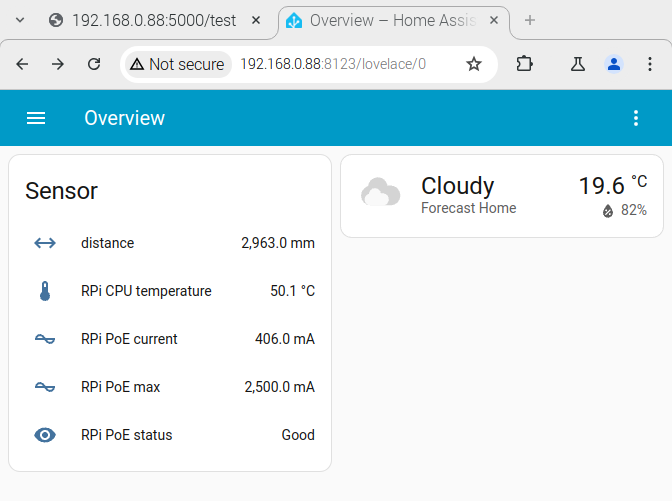 192.168.0.88:5000/test
Overview – Home Assis
Not secure
192.168.0.88:8123/lovelace/0
Overview
Sensor
distance 2,963.0 mm
RPi CPU temperature 50.1 °C
RPi PoE current 406.0 mA
RPi PoE max 2,500.0 mA
RPi PoE status Good
Cloudy 19.6 °C
Forecast Home 82%